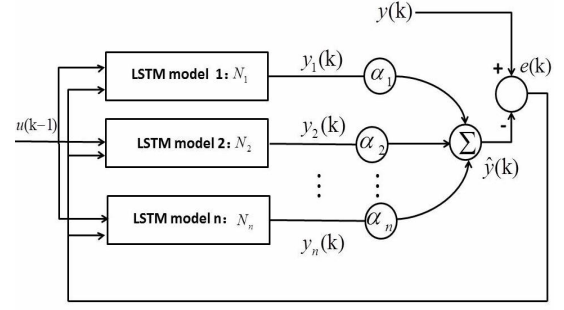 y(k)
y₁(k)
e(k)
+
LSTM model 1: N₁
α₁
u(k−1)
y₂(k)
-
LSTM model 2: N₂
α₂
Σ
ŷ(k)
⋮ ⋮
LSTM model n: Nₙ
αₙ
yₙ(k)